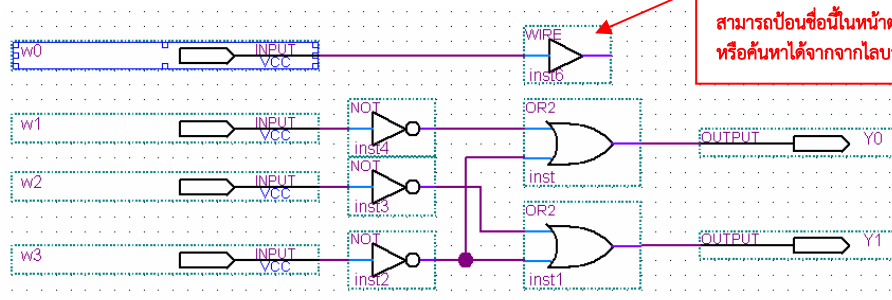 สามารถป้อนชื่อนี้ในหน้า
หรือค้นหาได้จากจากไลบ
WIRE
w0 INPUT
VCC
inst6
NOT OR2
w1 INPUT OUTPUT Y0
VCC
inst4
NOT
w2 INPUT inst
VCC
inst3
OR2
NOT OUTPUT Y1
w3 INPUT
VCC
inst2 inst1